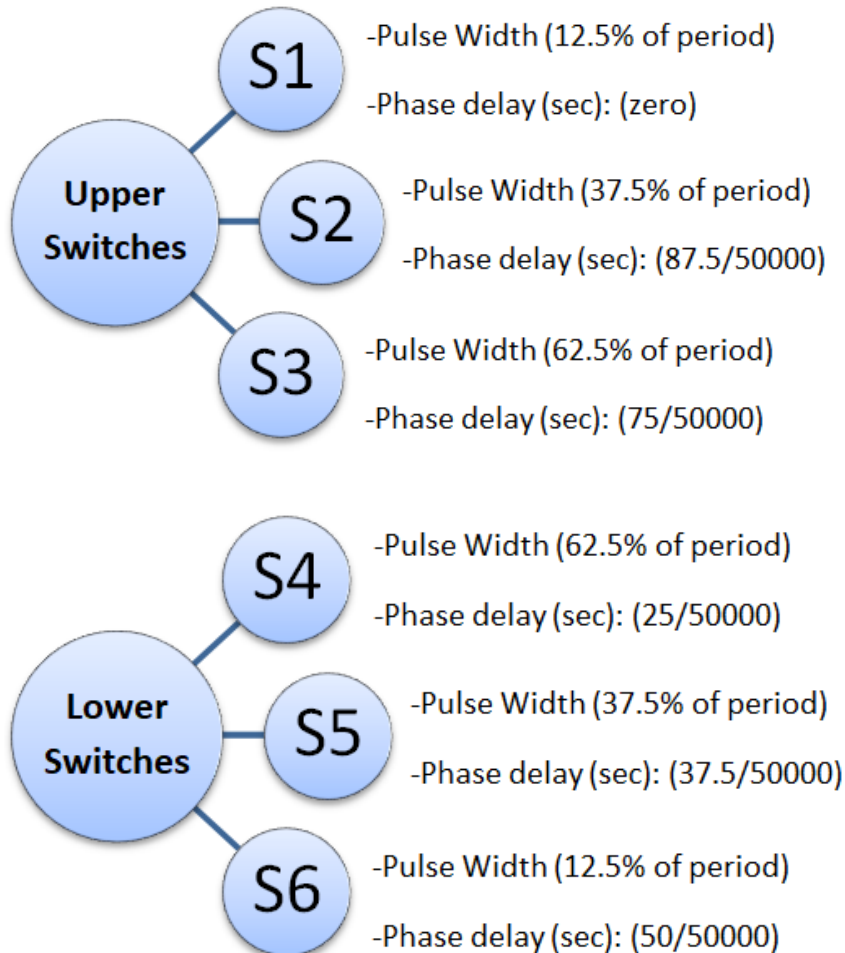 S1
-Pulse Width (12.5% of period)
-Phase delay (sec): (zero)
Upper
Switches
S2
-Pulse Width (37.5% of period)
-Phase delay (sec): (87.5/50000)
S3
-Pulse Width (62.5% of period)
-Phase delay (sec): (75/50000)
S4
-Pulse Width (62.5% of period)
-Phase delay (sec): (25/50000)
Lower
Switches
S5
-Pulse Width (37.5% of period)
-Phase delay (sec): (37.5/50000)
S6
-Pulse Width (12.5% of period)
-Phase delay (sec): (50/50000)